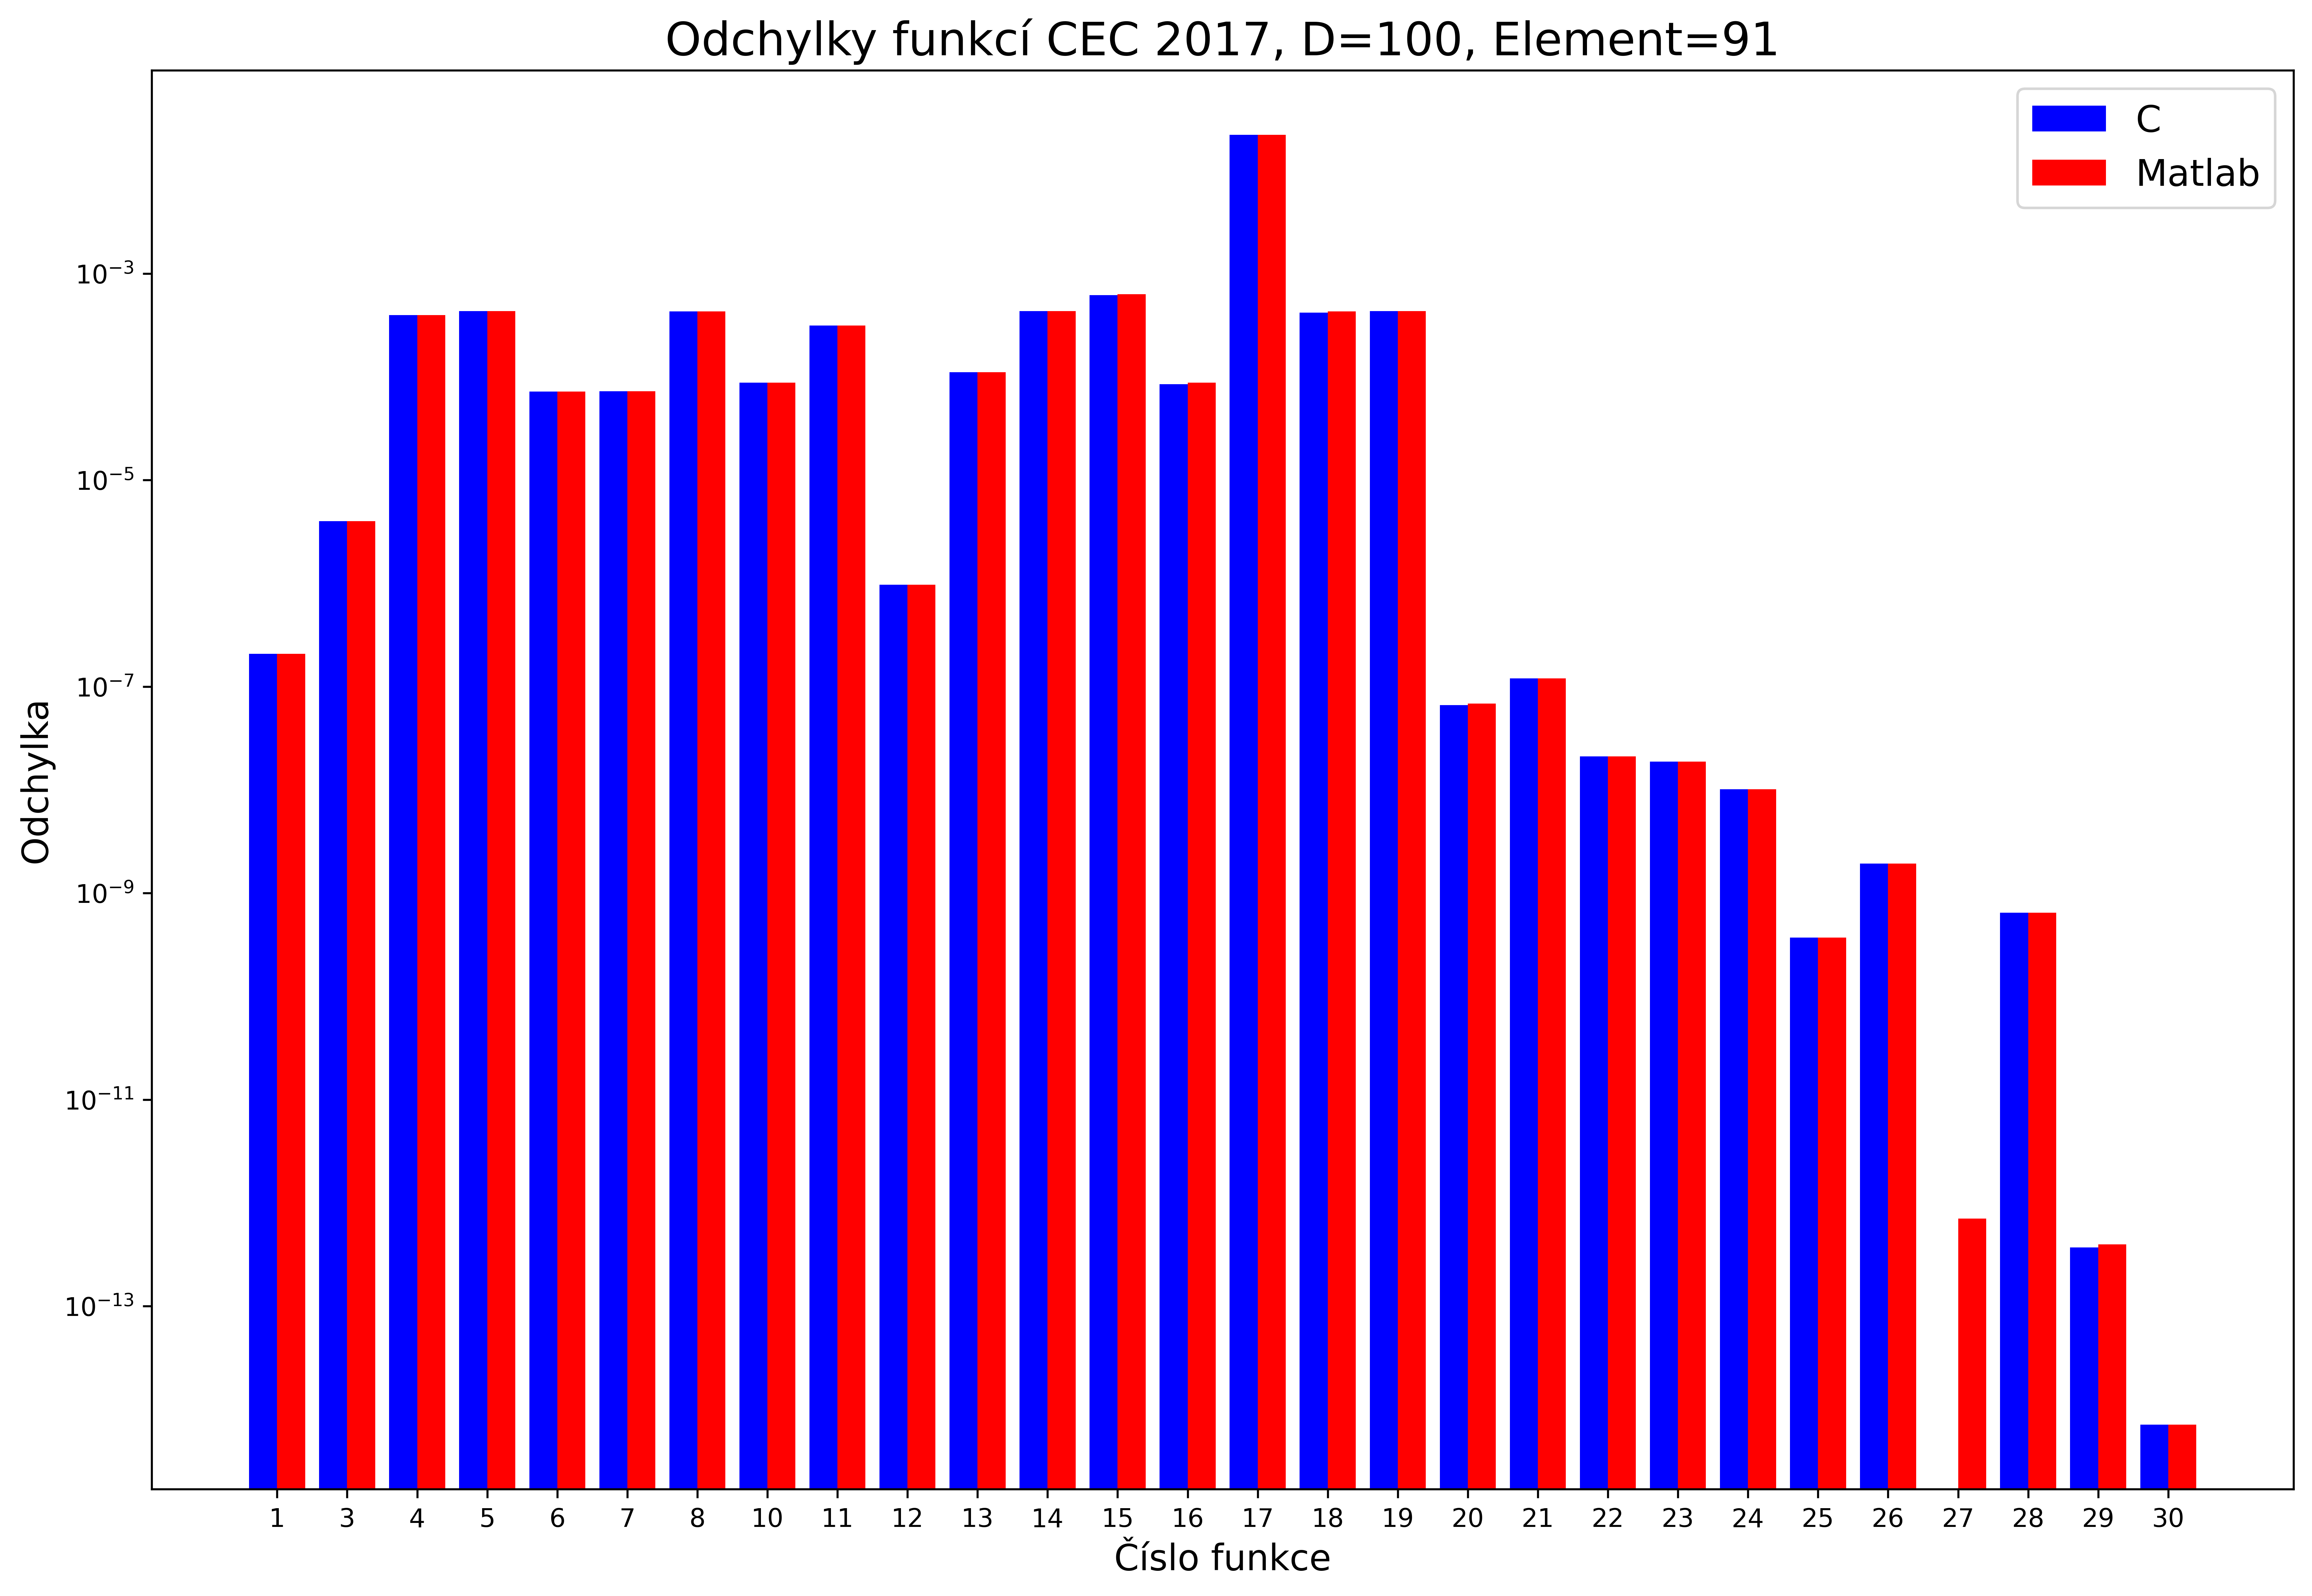 Odchylky funkcí CEC 2017, D=100, Element=91
C
Matlab
Odchylka
10⁻³
10⁻⁵
10⁻⁷
10⁻⁹
10⁻¹¹
10⁻¹³
1 3 4 5 6 7 8 10 11 12 13 14 15 16 17 18 19 20 21 22 23 24 25 26 27 28 29 30
Číslo funkce